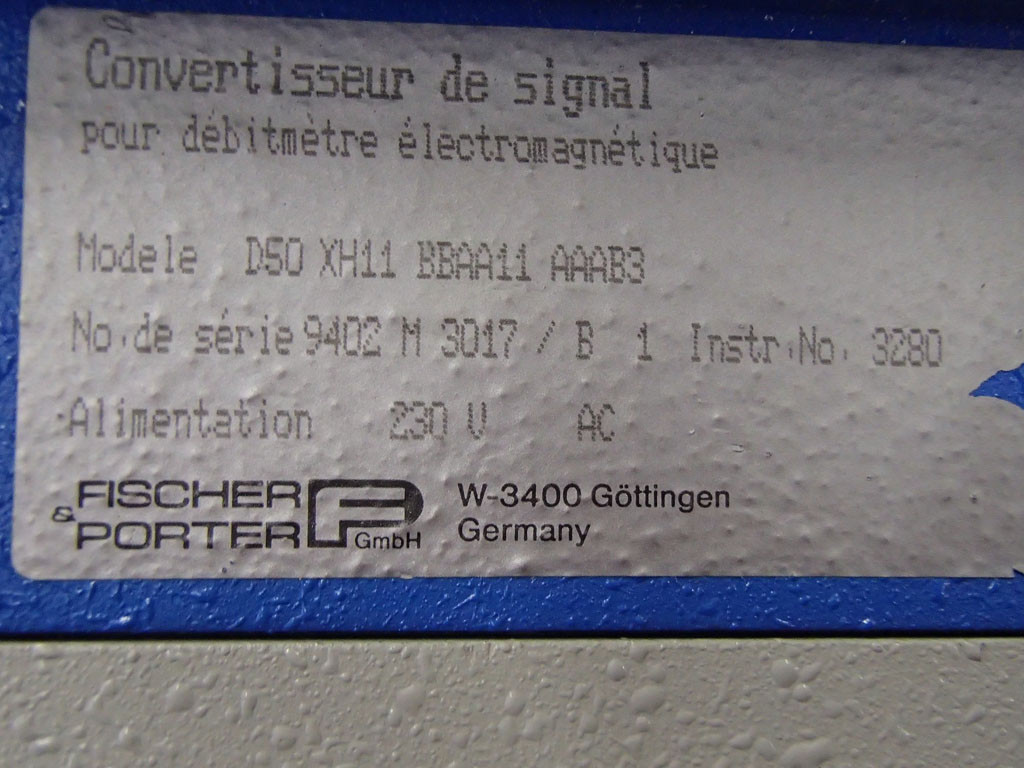 Convertisseur de signal
pour débitmètre électromagnétique
Modele D50 XH11 BBAA11 AAAB3
No.de série 9402 M 3017 / B 1 Instr.No. 3280
Alimentation 230 V AC
FISCHER
& PORTER GmbH
W-3400 Göttingen
Germany